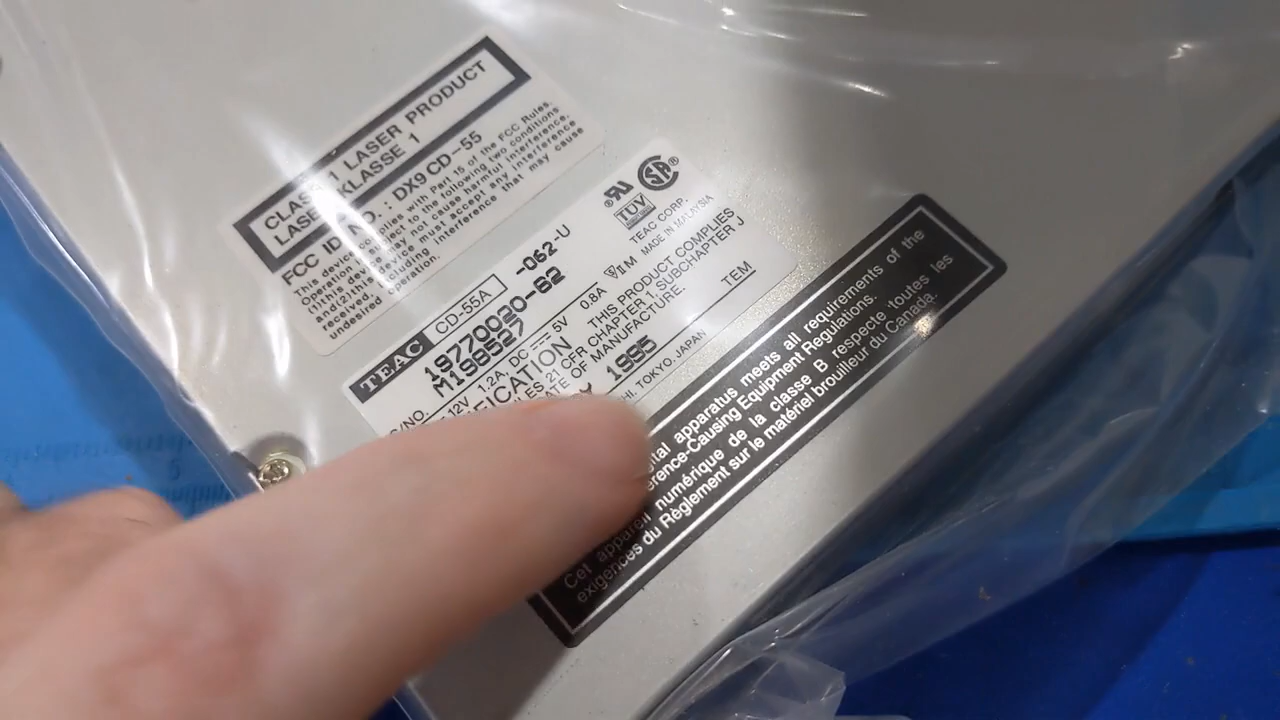 CLASS 1 LASER PRODUCT
LASER KLASSE 1
FCC ID NO.: DX9 CD-55
This device complies with Part 15 of the FCC Rules.
Operation is subject to the following two conditions
(1)this device may not cause harmful interference,
and(2)this device must accept any interference
received, including interference that may cause
undesired operation.
TEAC CD-55A -062-U
19770020-62
M198527
S/NO.
12V 1.2A, DC 5V 0.8A
TÜV
TEAC CORP.
MADE IN MALAYSIA
THIS PRODUCT COMPLIES
21 CFR CHAPTER 1, SUBCHAPTER J
OF MANUFACTURE.
1995 TEM
TOKYO, JAPAN
apparatus meets all requirements of the
Equipment Regulations.
Cet appareil numérique de la classe B respecte toutes les
exigences du Règlement sur le matériel brouilleur du Canada.